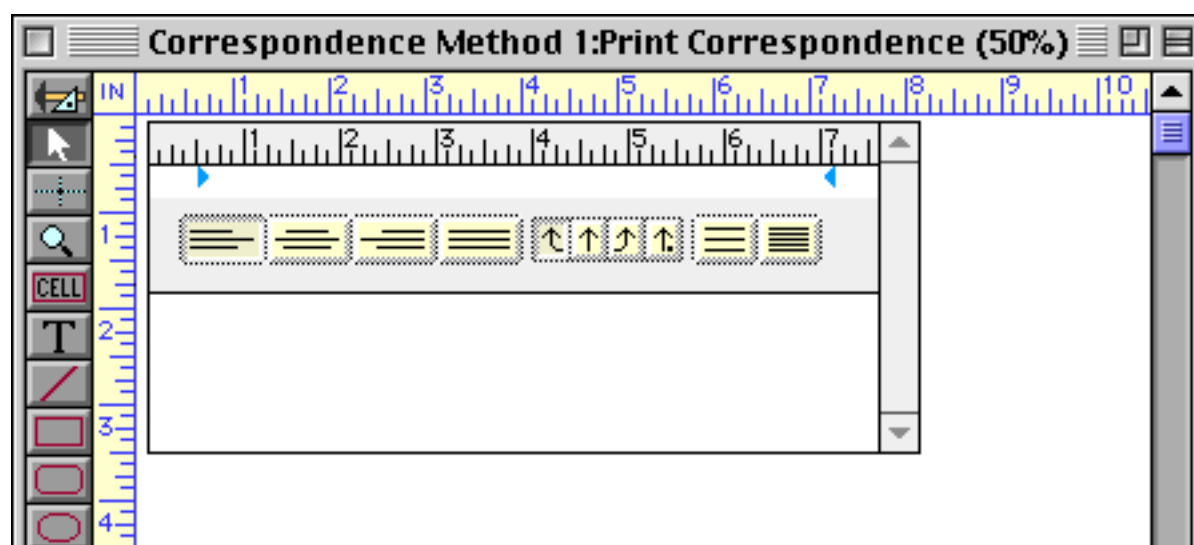 Correspondence Method 1:Print Correspondence (50%)
IN 1 2 3 4 5 6 7 8 9 10
1 2 3 4 5 6 7
1
CELL
T 2
3
4